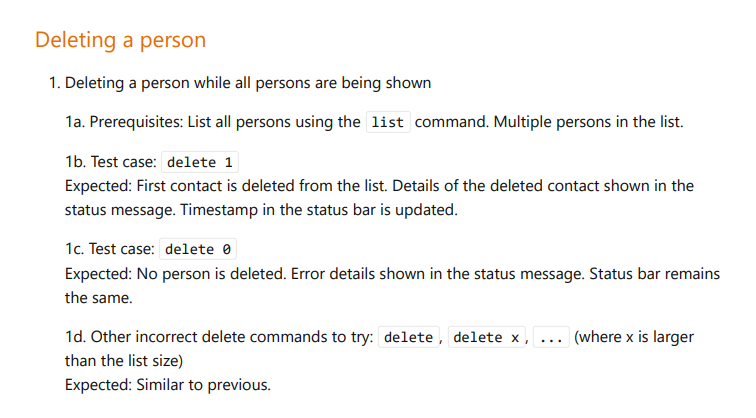 Deleting a person
1. Deleting a person while all persons are being shown
1a. Prerequisites: List all persons using the list command. Multiple persons in the list.
1b. Test case: delete 1
Expected: First contact is deleted from the list. Details of the deleted contact shown in the
status message. Timestamp in the status bar is updated.
1c. Test case: delete 0
Expected: No person is deleted. Error details shown in the status message. Status bar remains
the same.
1d. Other incorrect delete commands to try: delete, delete x, ... (where x is larger
than the list size)
Expected: Similar to previous.